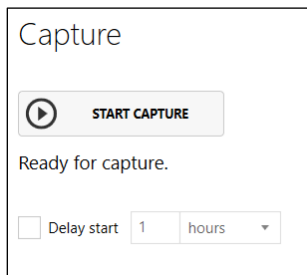 Capture
START CAPTURE
Ready for capture.
Delay start 1 hours